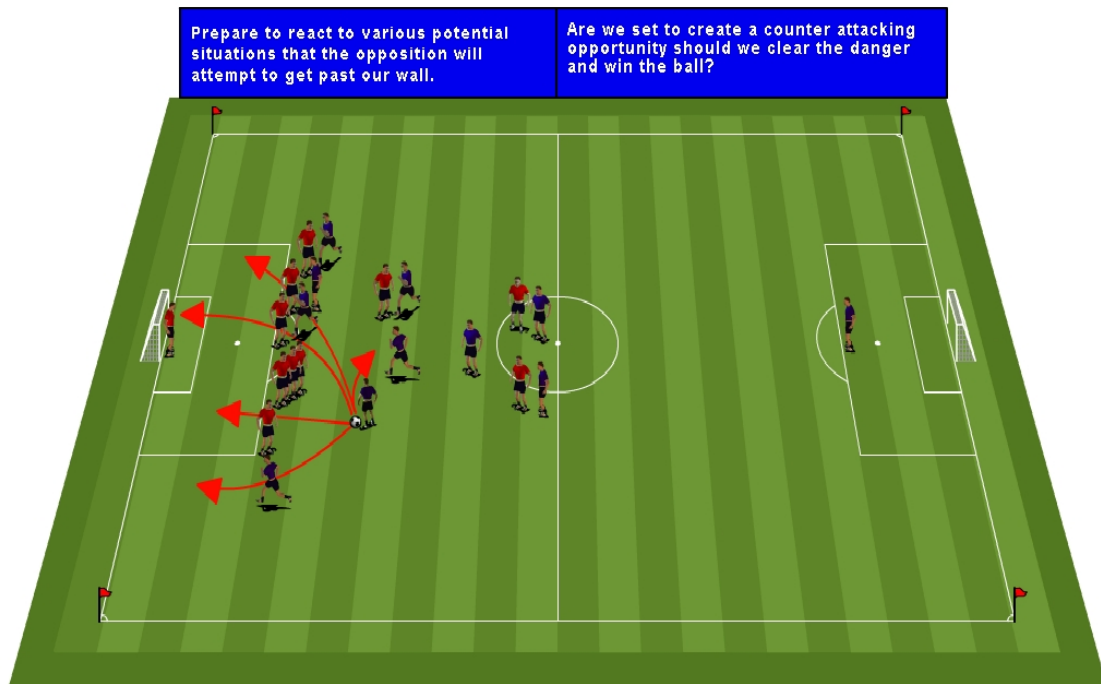 Prepare to react to various potential
situations that the opposition will
attempt to get past our wall.
Are we set to create a counter attacking
opportunity should we clear the danger
and win the ball?